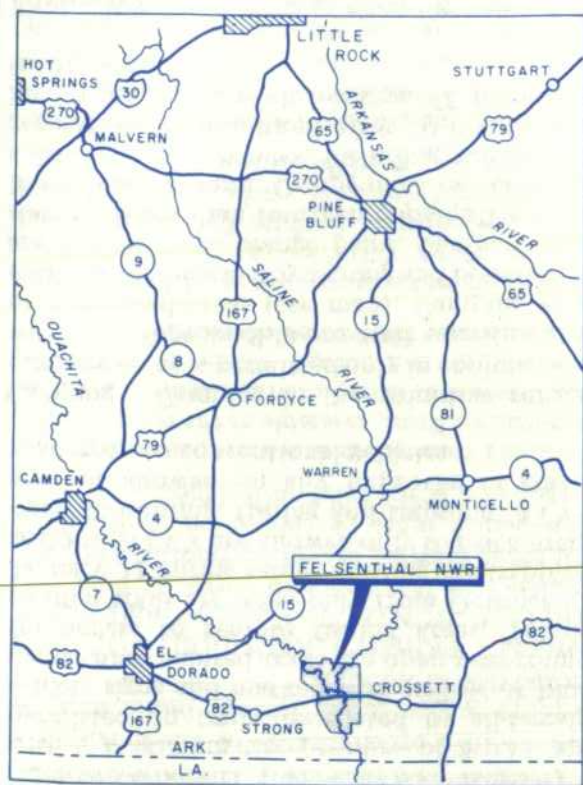 LITTLE
ROCK
HOT
SPRINGS
30
STUTTGART
270
65
ARKANSAS
79
MALVERN
270
PINE
BLUFF
RIVER
9
SALINE
65
167
15
OUACHITA
8
FORDYCE
RIVER
81
79
WARREN
4
CAMDEN
MONTICELLO
4
RIVER
FELSENTHAL NWR
7
15
82
82
EL
DORADO
CROSSETT
167
82
STRONG
ARK.
LA.